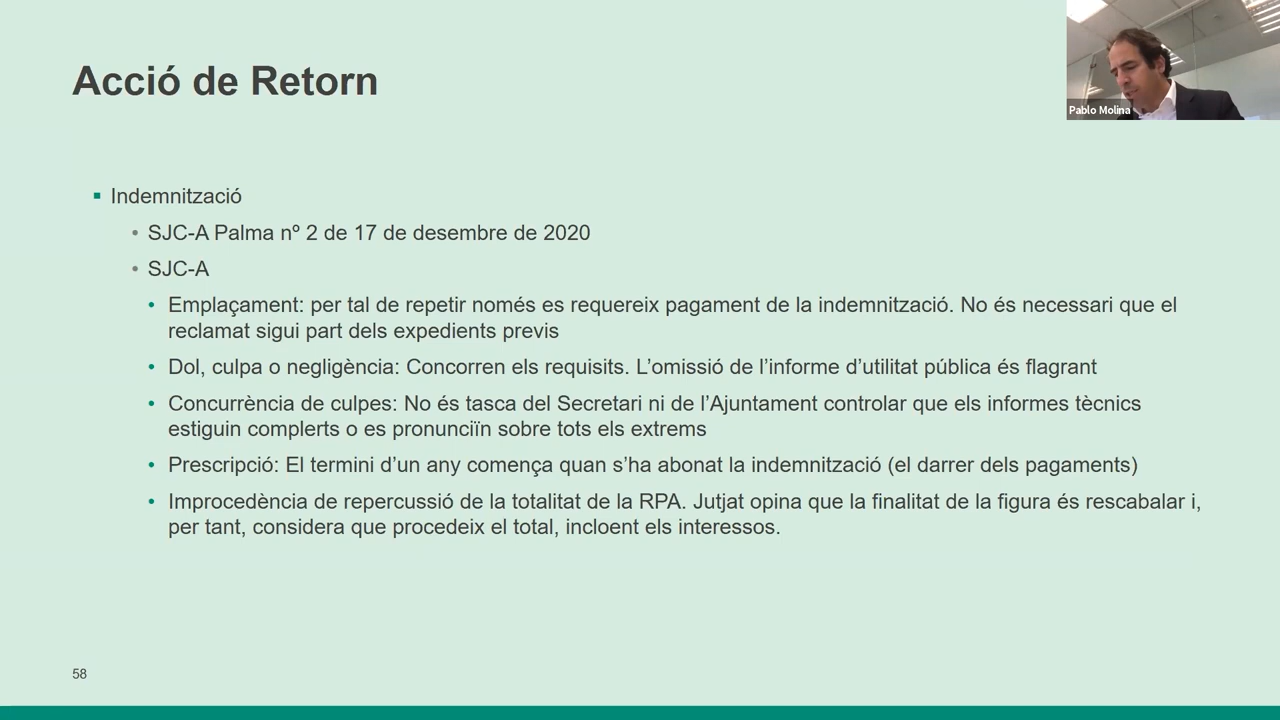 Acció de Retorn
Pablo Molina
▪ Indemnització
• SJC-A Palma nº 2 de 17 de desembre de 2020
• SJC-A
• Emplaçament: per tal de repetir només es requereix pagament de la indemnització. No és necessari que el
reclamat sigui part dels expedients previs
• Dol, culpa o negligència: Concorren els requisits. L’omissió de l’informe d’utilitat pública és flagrant
• Concurrència de culpes: No és tasca del Secretari ni de l’Ajuntament controlar que els informes tècnics
estiguin complerts o es pronunciïn sobre tots els extrems
• Prescripció: El termini d’un any comença quan s’ha abonat la indemnització (el darrer dels pagaments)
• Improcedència de repercussió de la totalitat de la RPA. Jutjat opina que la finalitat de la figura és rescabalar i,
per tant, considera que procedeix el total, incloent els interessos.
58